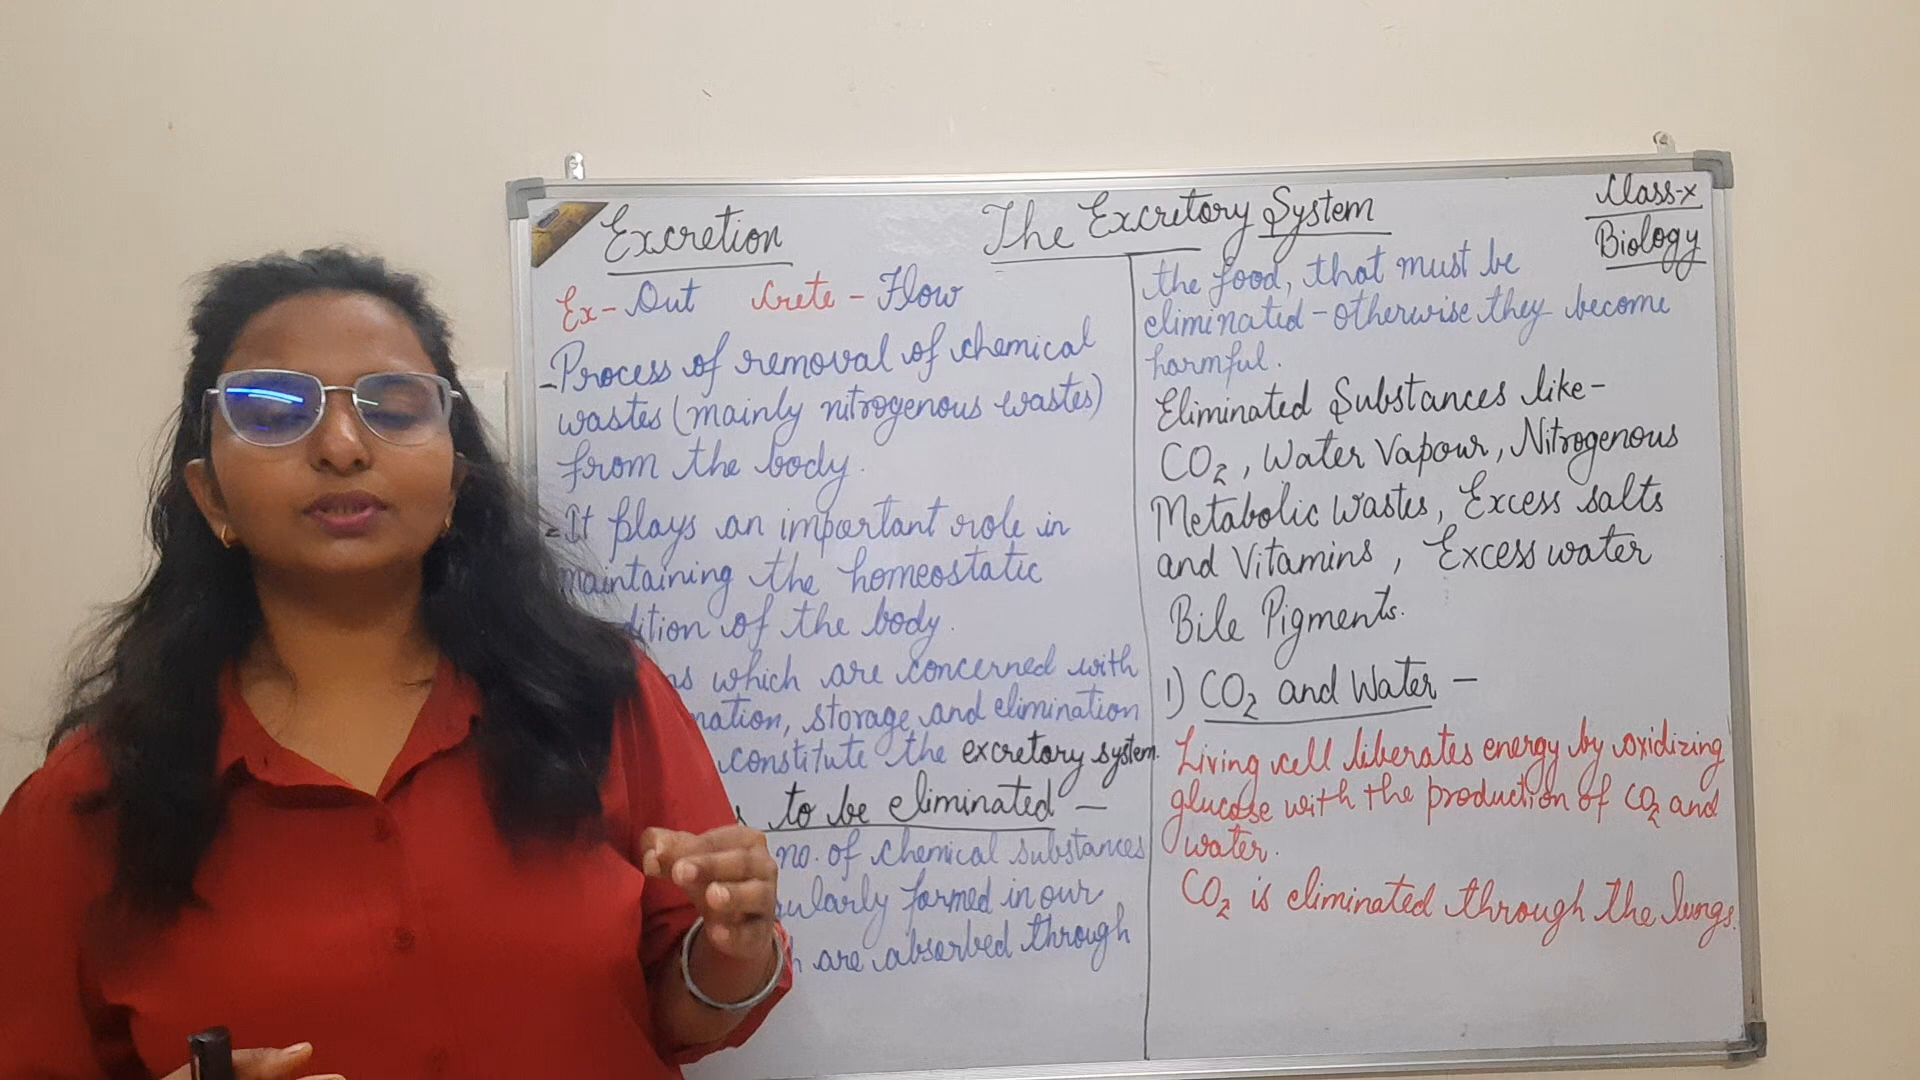 Excretion
The Excretory System
Class-X
Biology
Ex-Out Crete-Flow
-Process of removal of chemical
wastes (mainly nitrogenous wastes)
from the body.
-It plays an important role in
maintaining the homeostatic
of the body.
which are concerned with
storage and elimination
constitute the excretory system.
to be eliminated -
no. of chemical substances
formed in our
are absorbed through
the food, that must be
eliminated - otherwise they become
harmful.
Eliminated Substances like -
CO₂, Water Vapour, Nitrogenous
Metabolic Wastes, Excess salts
and Vitamins, Excess water
Bile Pigments.
1) CO₂ and Water -
Living cell liberates energy by oxidizing
glucose with the production of CO₂ and
water.
CO₂ is eliminated through the lungs.